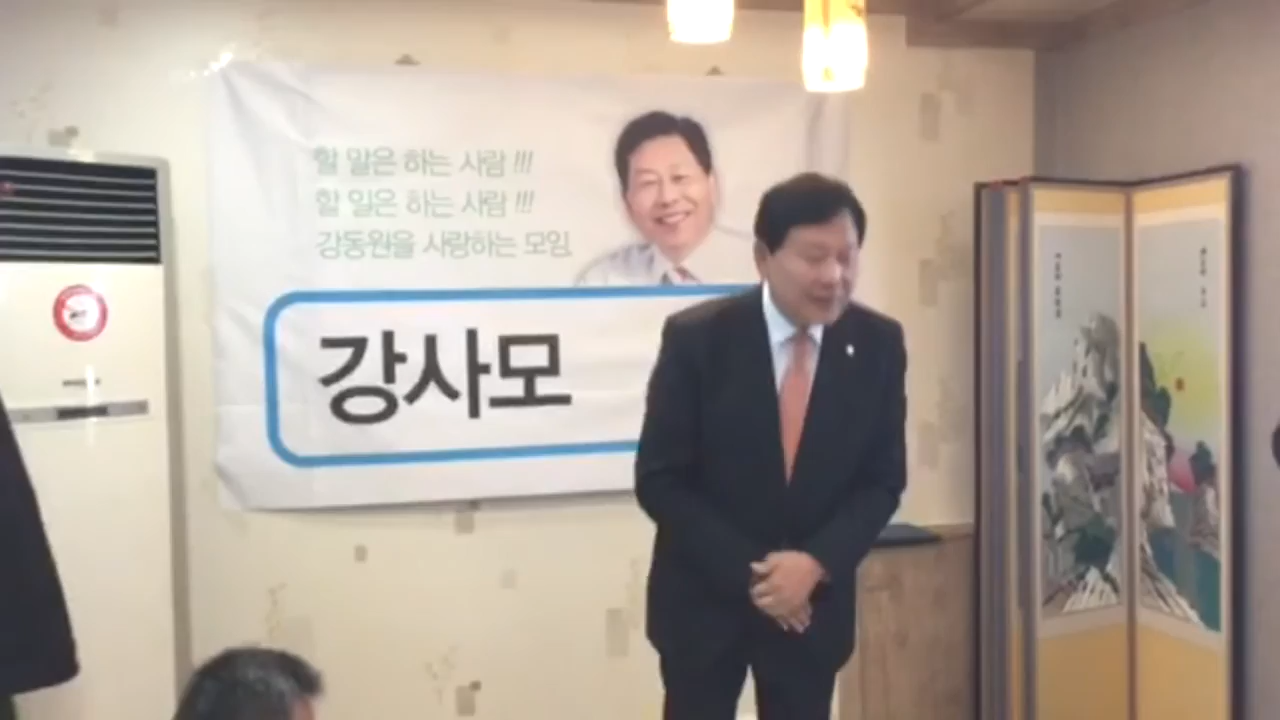 할 말은 하는 사람 !!!
할 일은 하는 사람 !!!
강동원을 사랑하는 모임.
강사모